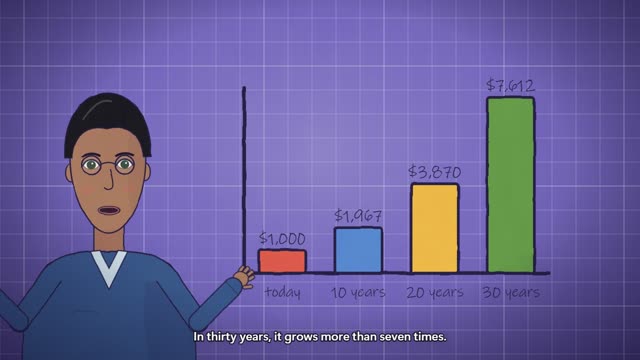 $7,612
$3,870
$1,967
$1,000
today 10 years 20 years 30 years
In thirty years, it grows more than seven times.